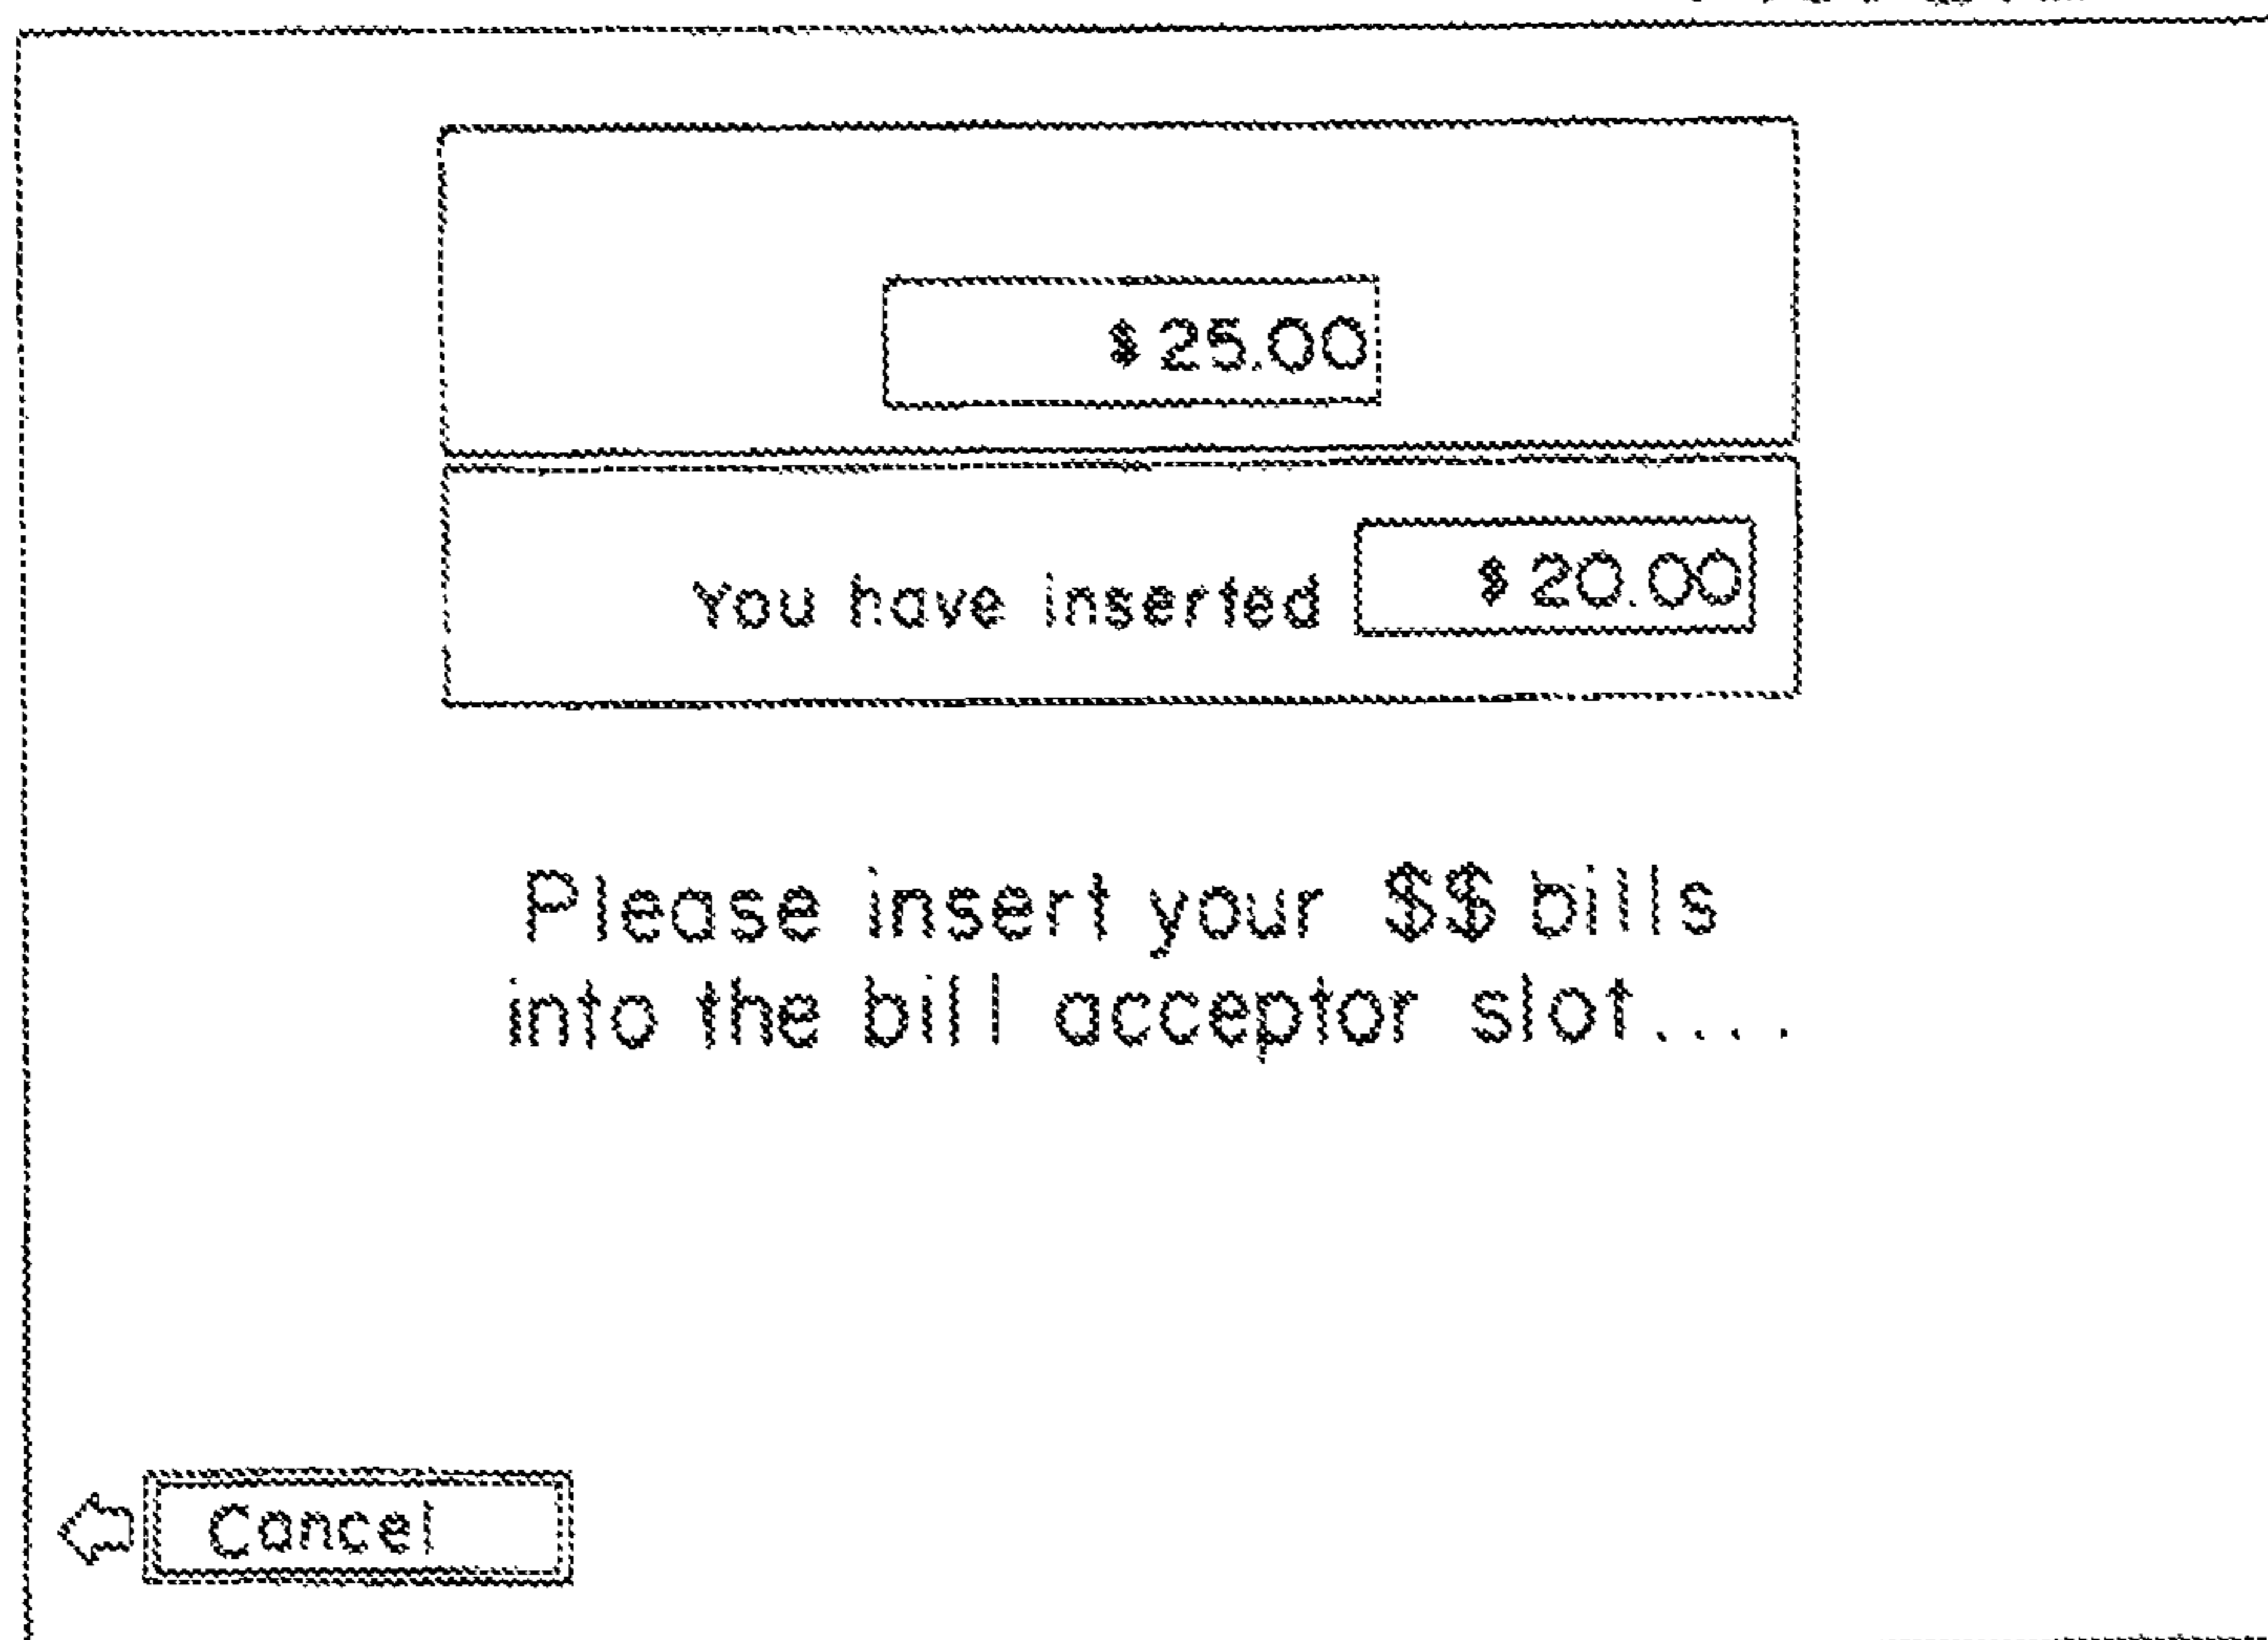 $25.00
You have inserted $20.00
Please insert your $$ bills
into the bill acceptor slot....
Cancel